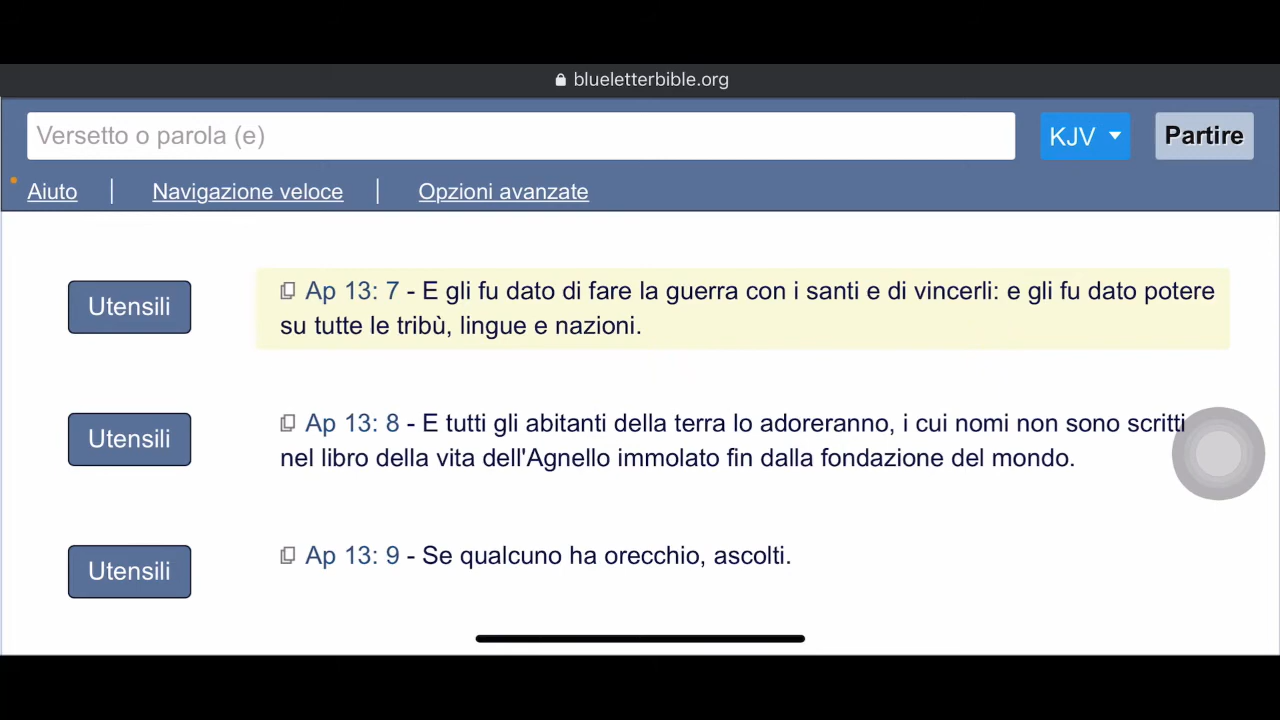 blueletterbible.org
Versetto o parola (e)
KJV
Partire
Aiuto | Navigazione veloce | Opzioni avanzate
Utensili
Ap 13: 7 - E gli fu dato di fare la guerra con i santi e di vincerli: e gli fu dato potere
su tutte le tribù, lingue e nazioni.
Utensili
Ap 13: 8 - E tutti gli abitanti della terra lo adoreranno, i cui nomi non sono scritti
nel libro della vita dell'Agnello immolato fin dalla fondazione del mondo.
Utensili
Ap 13: 9 - Se qualcuno ha orecchio, ascolti.